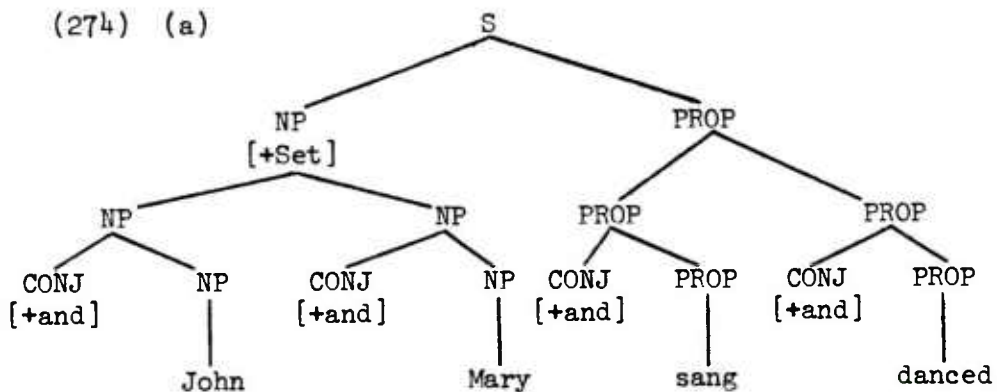 (274) (a)
S
NP PROP
[+Set]
NP NP PROP PROP
CONJ NP CONJ NP CONJ PROP CONJ PROP
[+and] [+and] [+and] [+and]
John Mary sang danced